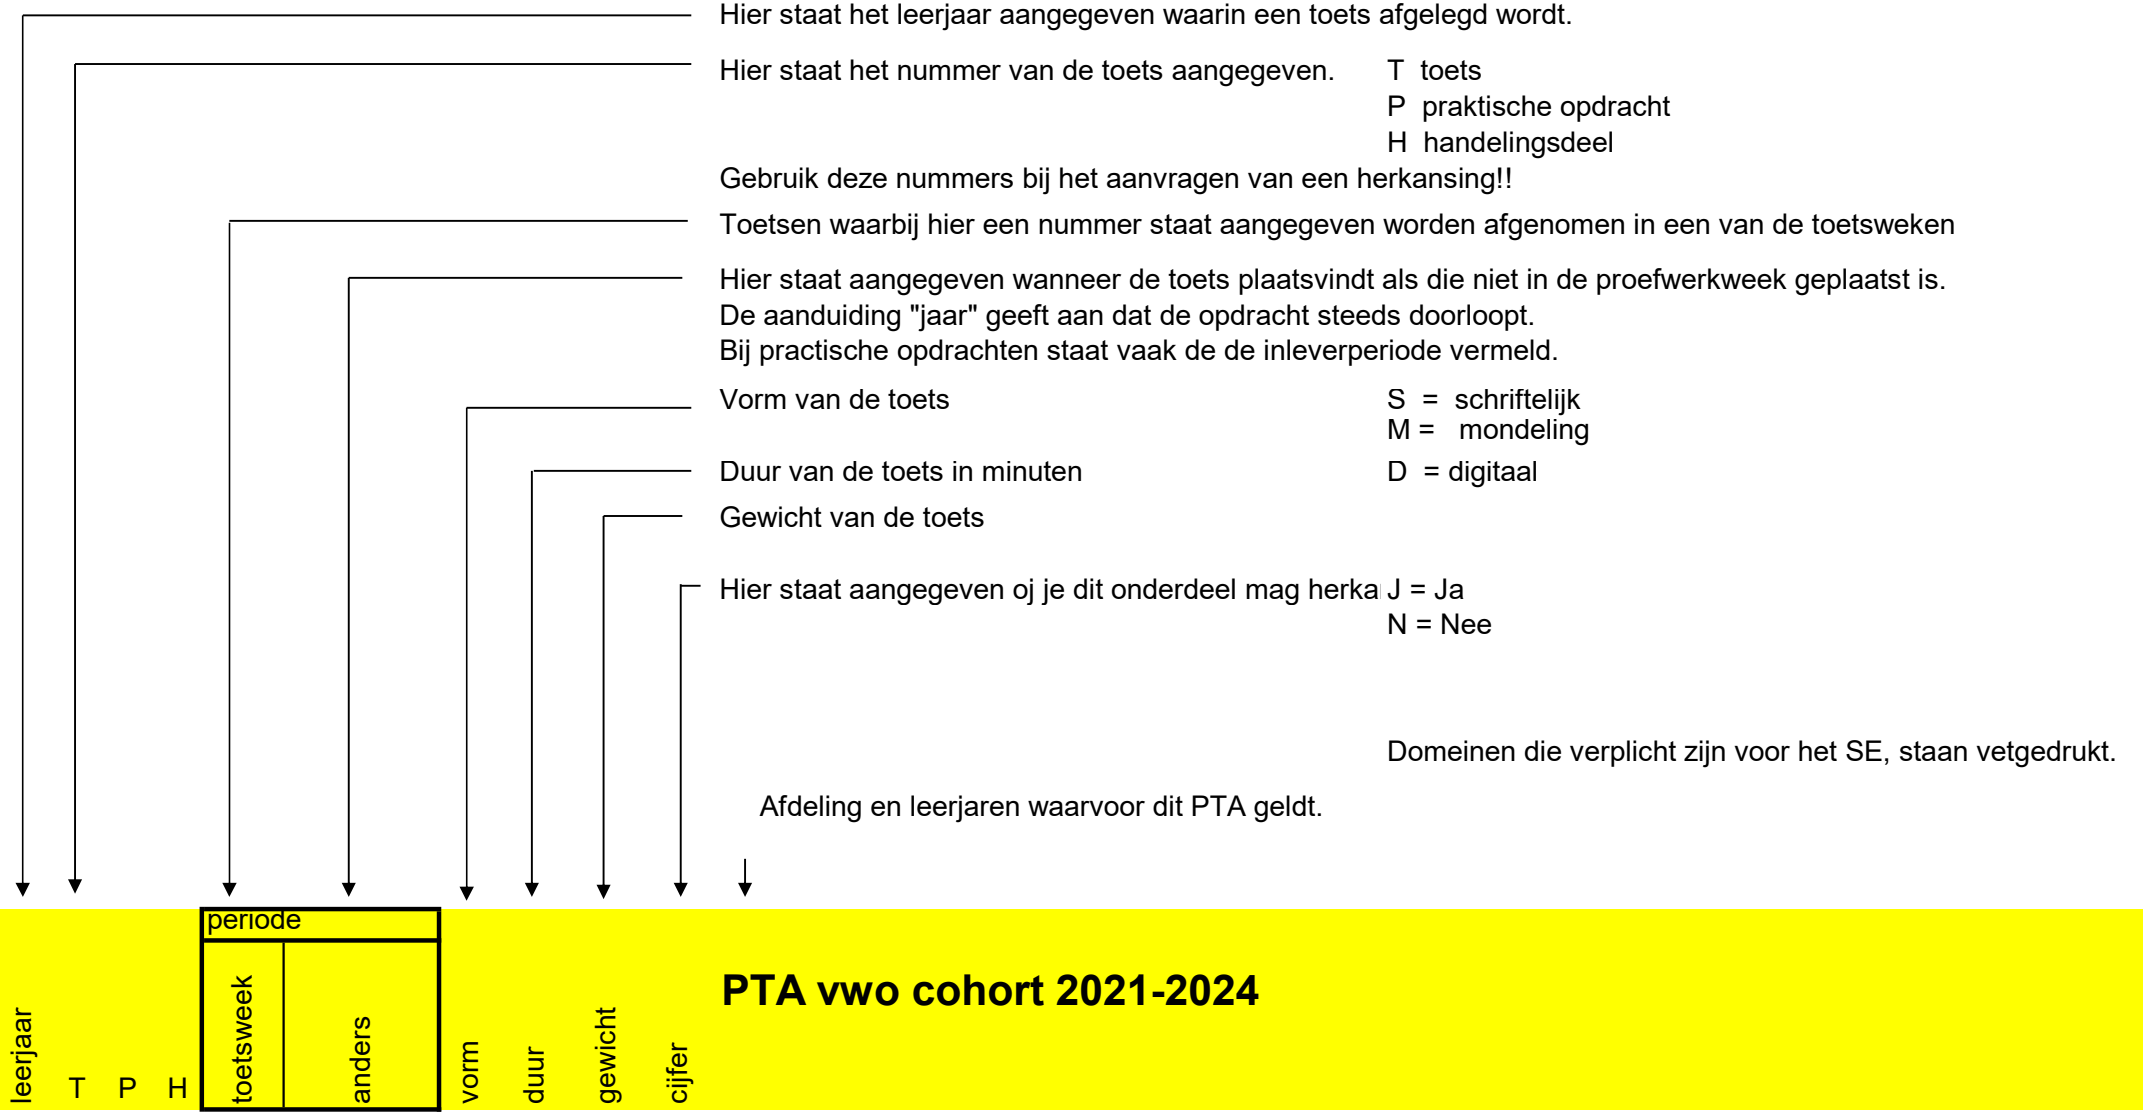 Hier staat het leerjaar aangegeven waarin een toets afgelegd wordt.
Hier staat het nummer van de toets aangegeven. T toets
P praktische opdracht
H handelingsdeel
Gebruik deze nummers bij het aanvragen van een herkansing!!
Toetsen waarbij hier een nummer staat aangegeven worden afgenomen in een van de toetsweken
Hier staat aangegeven wanneer de toets plaatsvindt als die niet in de proefwerkweek geplaatst is.
De aanduiding "jaar" geeft aan dat de opdracht steeds doorloopt.
Bij practische opdrachten staat vaak de de inleverperiode vermeld.
Vorm van de toets S = schriftelijk
M = mondeling
Duur van de toets in minuten D = digitaal
Gewicht van de toets
Hier staat aangegeven oj je dit onderdeel mag herka J = Ja
N = Nee
Domeinen die verplicht zijn voor het SE, staan vetgedrukt.
Afdeling en leerjaren waarvoor dit PTA geldt.
periode
PTA vwo cohort 2021-2024
leerjaar T P H toetsweek anders vorm duur gewicht cijfer